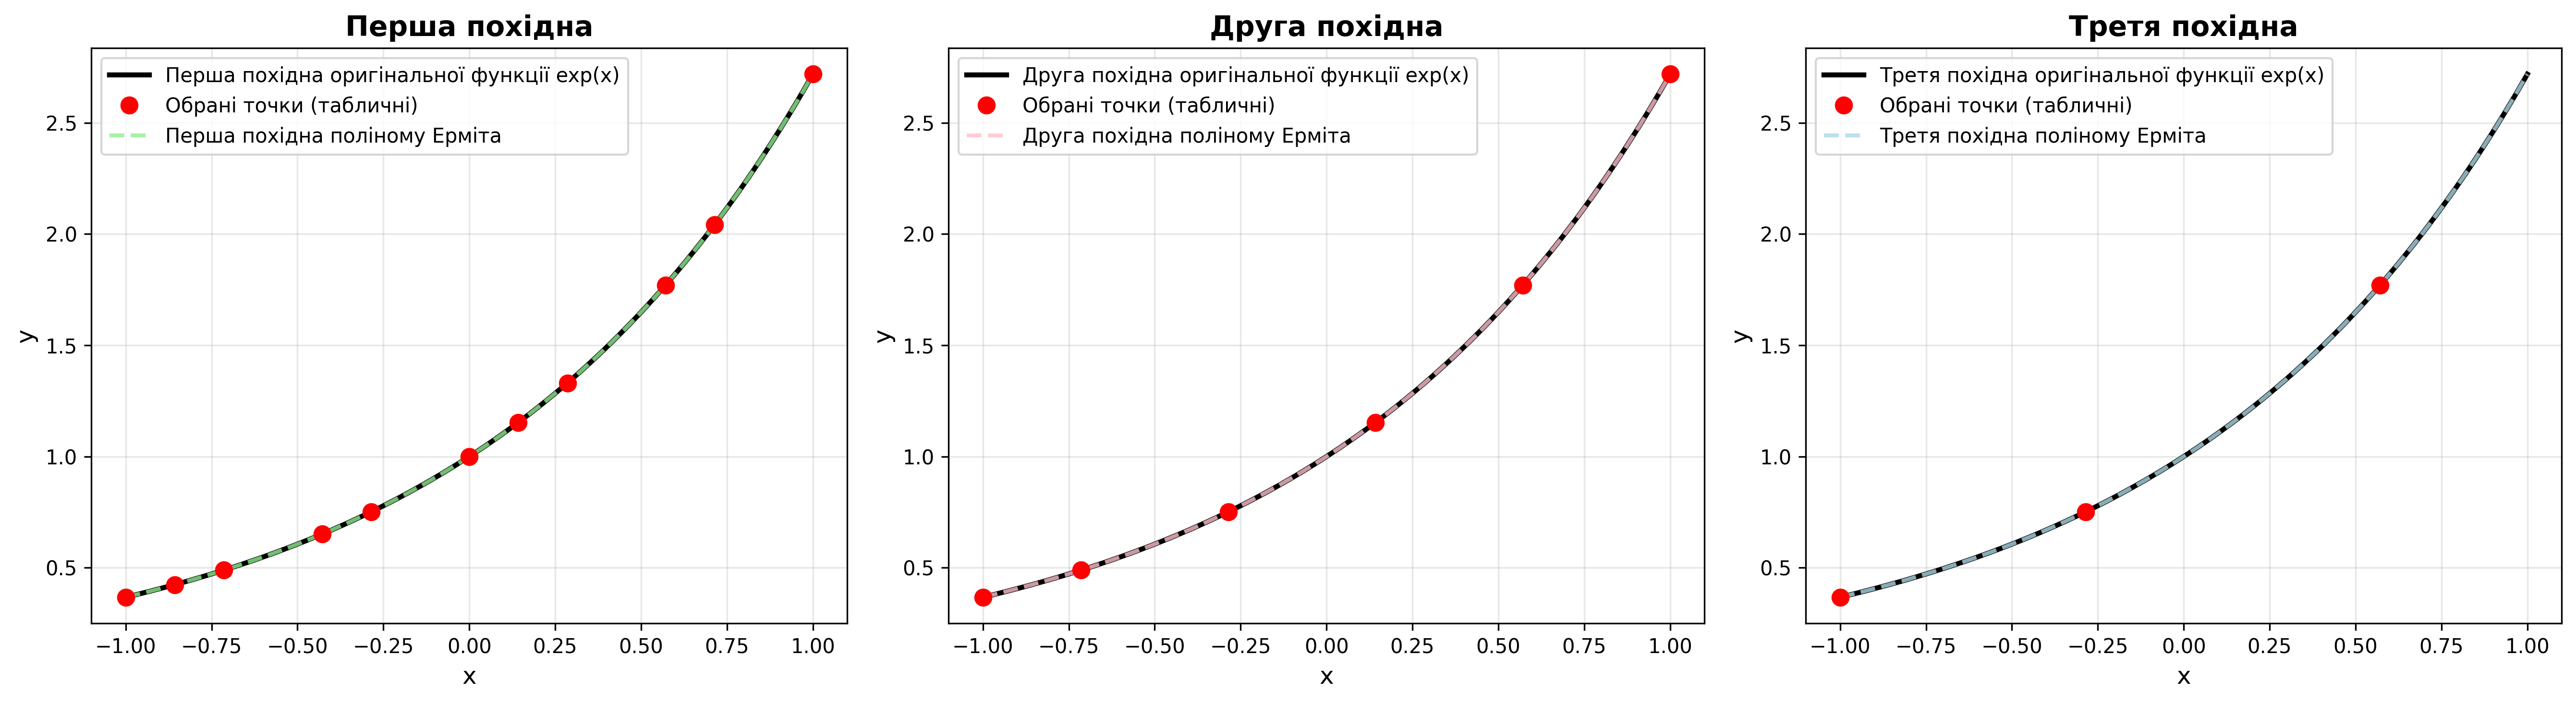 Перша похідна
Перша похідна оригінальної функції exp(x)
Обрані точки (табличні)
Перша похідна поліному Ерміта
y
2.5
2.0
1.5
1.0
0.5
−1.00 −0.75 −0.50 −0.25 0.00 0.25 0.50 0.75 1.00
x
Друга похідна
Друга похідна оригінальної функції exp(x)
Обрані точки (табличні)
Друга похідна поліному Ерміта
y
2.5
2.0
1.5
1.0
0.5
−1.00 −0.75 −0.50 −0.25 0.00 0.25 0.50 0.75 1.00
x
Третя похідна
Третя похідна оригінальної функції exp(x)
Обрані точки (табличні)
Третя похідна поліному Ерміта
y
2.5
2.0
1.5
1.0
0.5
−1.00 −0.75 −0.50 −0.25 0.00 0.25 0.50 0.75 1.00
x